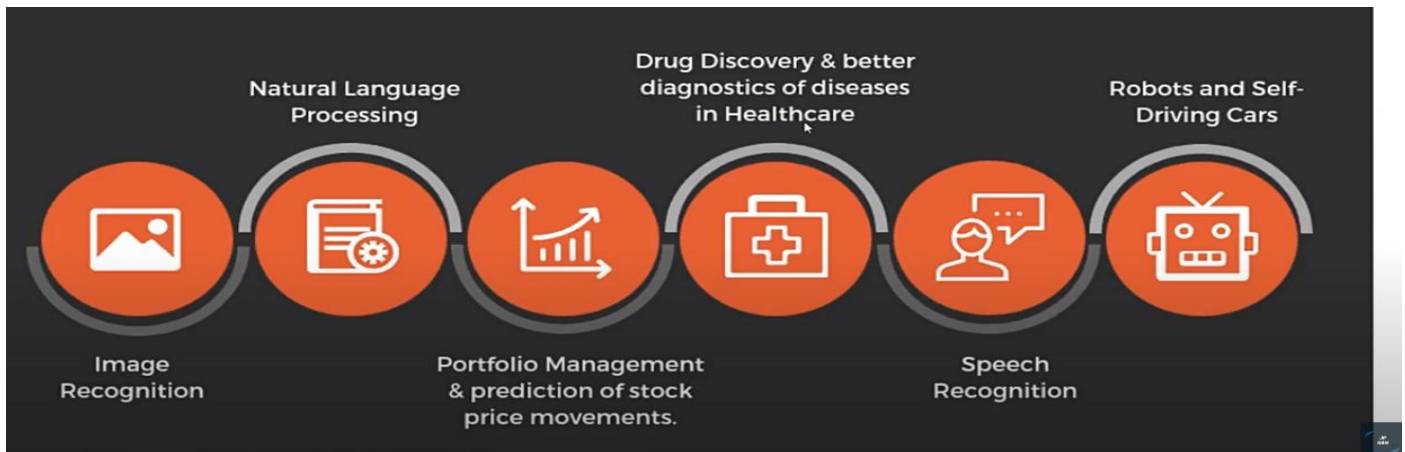 Image
Recognition
Natural Language
Processing
Portfolio Management
& prediction of stock
price movements.
Drug Discovery & better
diagnostics of diseases
in Healthcare
Speech
Recognition
Robots and Self-
Driving Cars